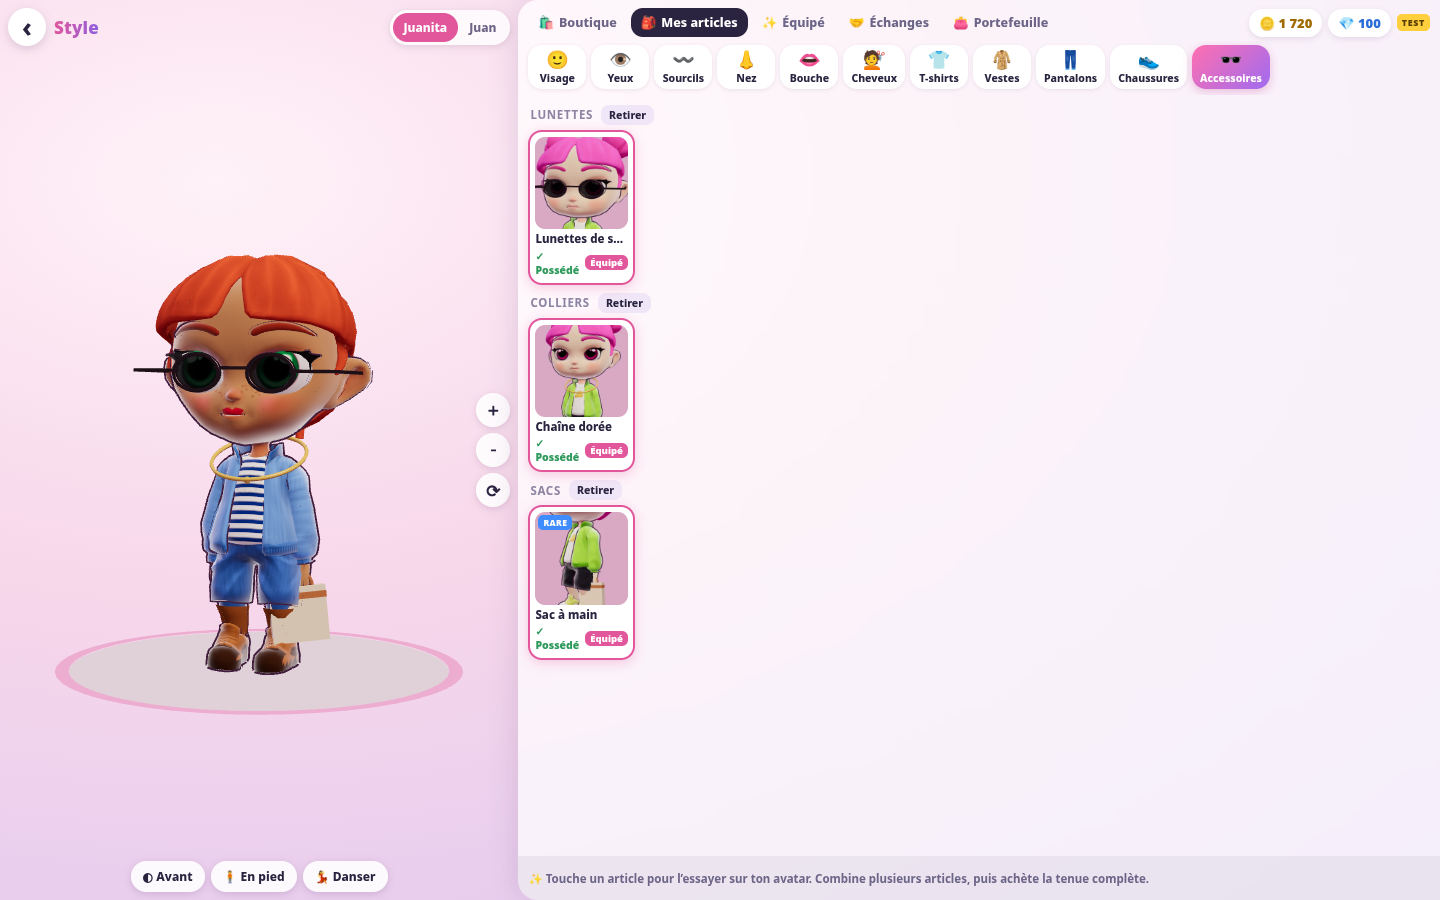 Style
Juanita Juan
🛍️ Boutique 🎒 Mes articles ✨ Équipé 🤝 Échanges 👛 Portefeuille
🪙 1 720 💎 100 TEST
Visage Yeux Sourcils Nez Bouche Cheveux T-shirts Vestes Pantalons Chaussures Accessoires
LUNETTES Retirer
Lunettes de s...
✓
Possédé Équipé
COLLIERS Retirer
Chaîne dorée
✓
Possédé Équipé
SACS Retirer
RARE
Sac à main
✓
Possédé Équipé
+
-
⟳
◐ Avant 🧍 En pied 💃 Danser
✨ Touche un article pour l'essayer sur ton avatar. Combine plusieurs articles, puis achète la tenue complète.